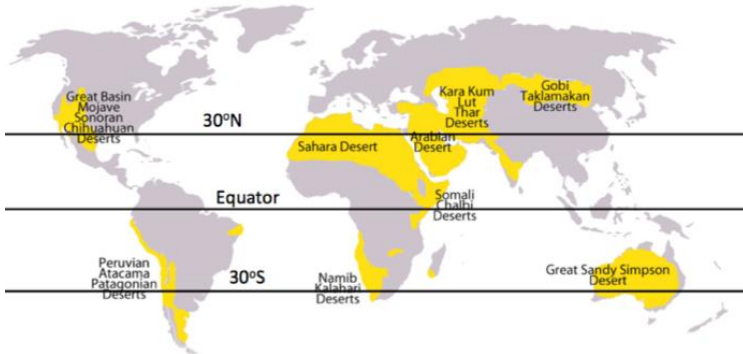 Great Basin
Mojave
Sonoran
Chihuahuan
Deserts
30ºN
Sahara Desert
Arabian
Desert
Kara Kum
Lut
Thar
Deserts
Gobi
Taklamakan
Deserts
Equator
Somali
Chalbi
Deserts
Peruvian
Atacama
Patagonian
Deserts
30ºS
Namib
Kalahari
Deserts
Great Sandy Simpson
Desert